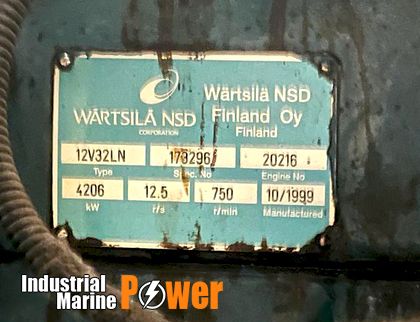 WÄRTSILÄ NSD
CORPORATION
Wärtsilä NSD
Finland Oy
Finland
12V32LN 173296 20216
Type Spec. No Engine No
4206 12.5 750 10/1999
kW r/s r/min Manufactured
Industrial
Marine Power